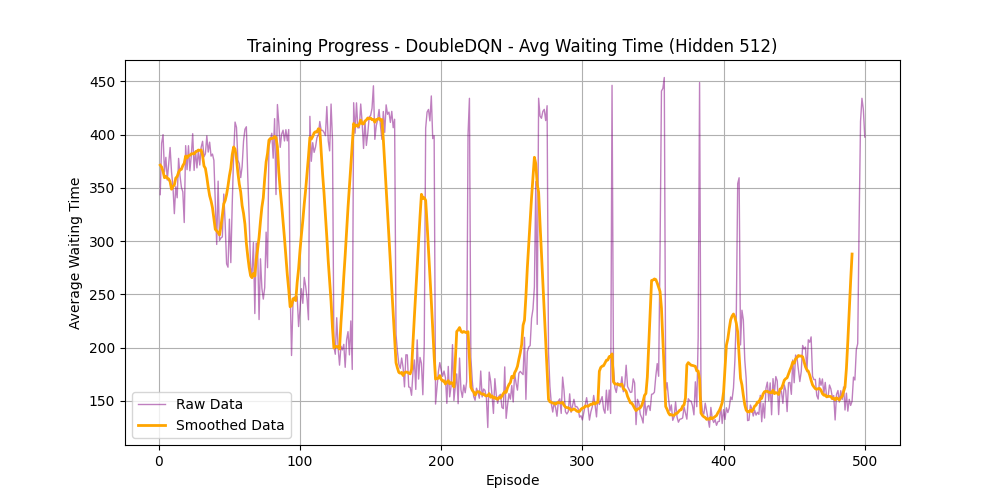 Training Progress - DoubleDQN - Avg Waiting Time (Hidden 512)
450
400
350
300
250
200
150
Average Waiting Time
Raw Data
Smoothed Data
0
100
200
300
400
500
Episode